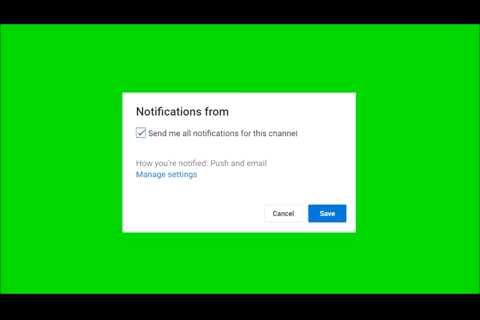 Notifications from
Send me all notifications for this channel
How you're notified: Push and email
Manage settings
Cancel
Save